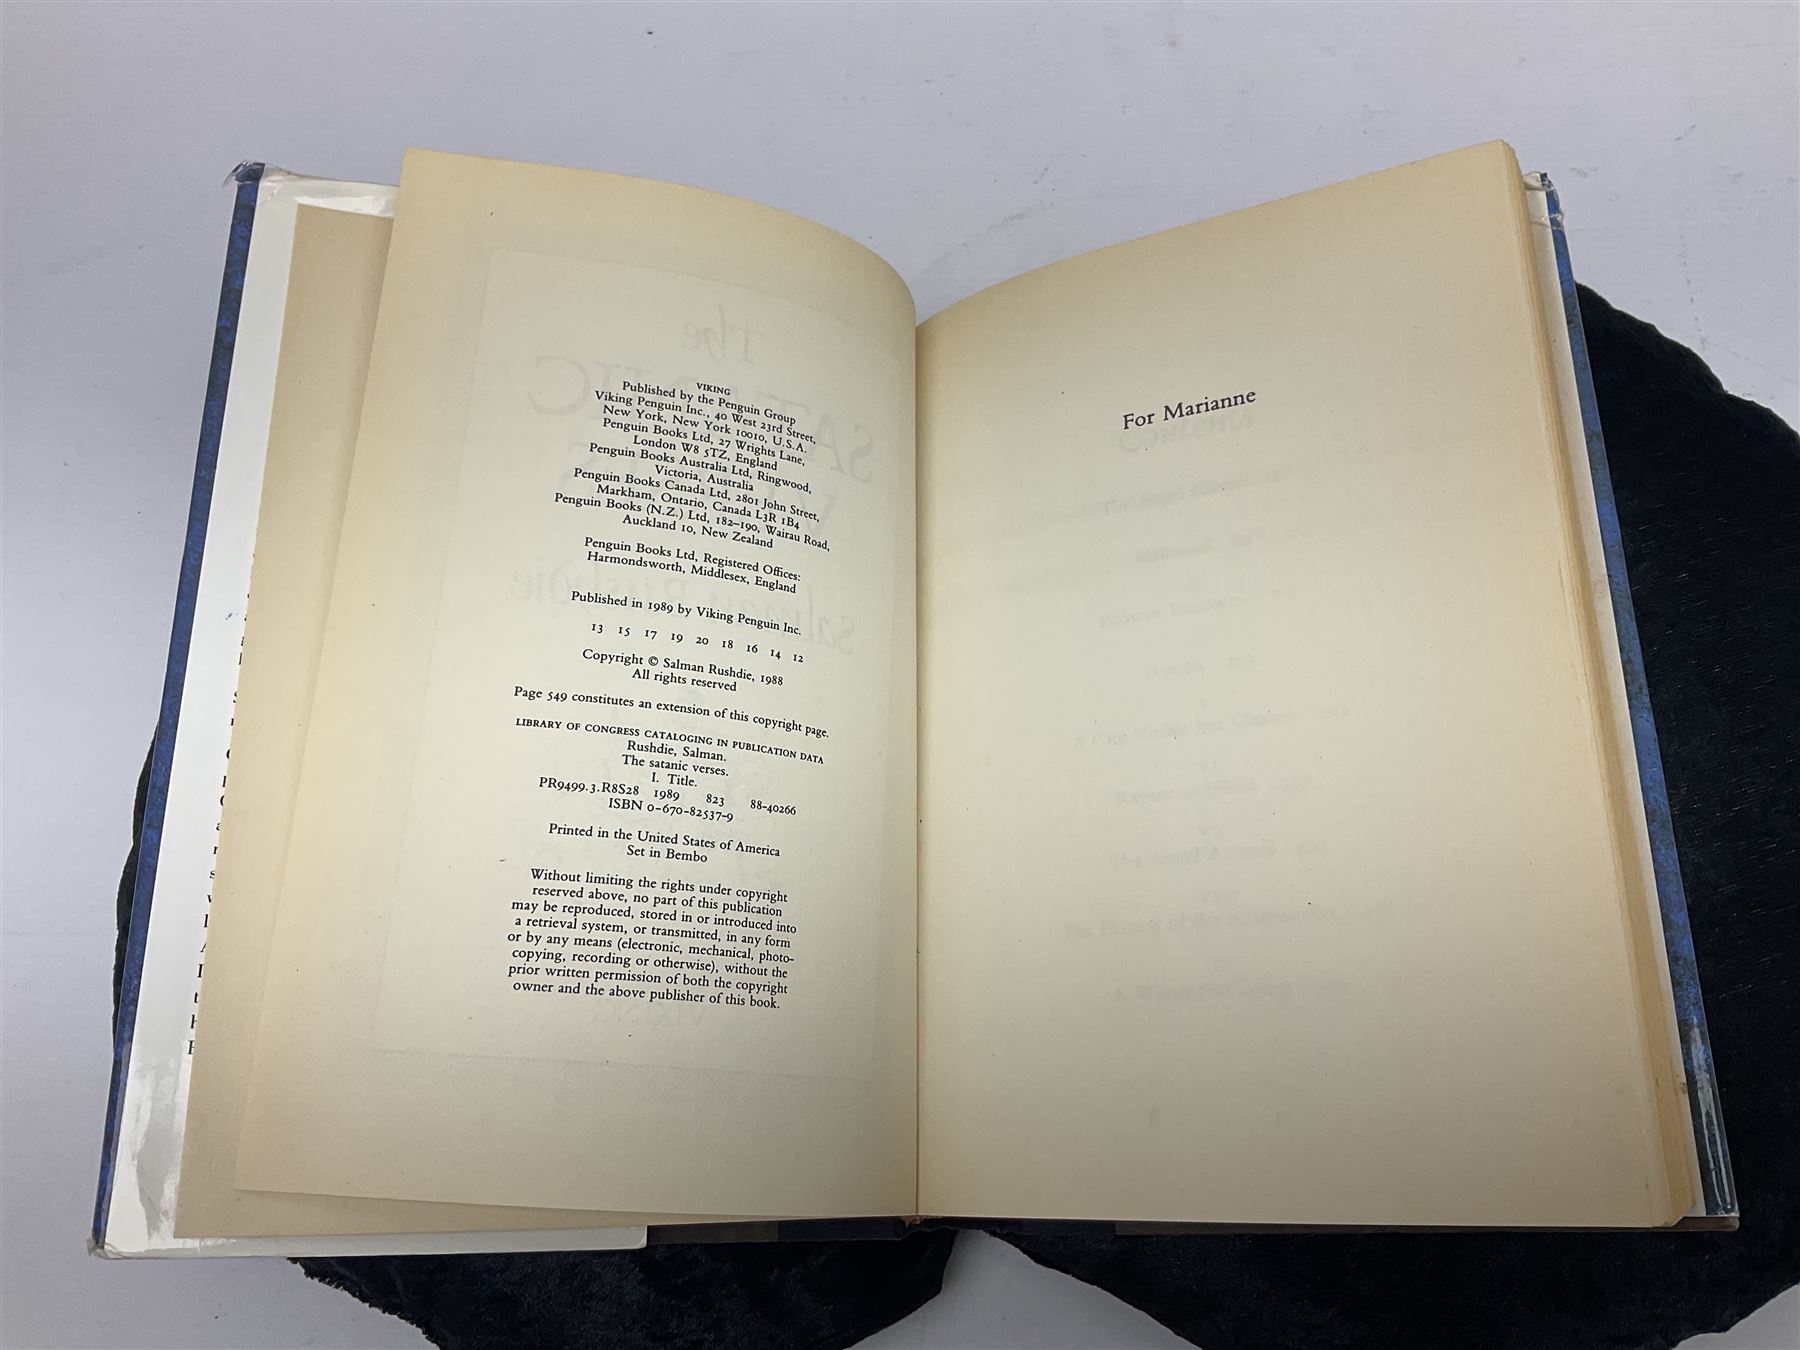 VIKING
Published by the Penguin Group
Viking Penguin Inc., 40 West 23rd Street,
New York, New York 10010, U.S.A.
Penguin Books Ltd, 27 Wrights Lane,
London W8 5TZ, England
Penguin Books Australia Ltd, Ringwood,
Victoria, Australia
Penguin Books Canada Ltd, 2801 John Street,
Markham, Ontario, Canada L3R 1B4
Penguin Books (N.Z.) Ltd, 182–190, Wairau Road,
Auckland 10, New Zealand
Penguin Books Ltd, Registered Offices:
Harmondsworth, Middlesex, England
Published in 1989 by Viking Penguin Inc.
13 15 17 19 20 18 16 14 12
Copyright © Salman Rushdie, 1988
All rights reserved
Page 549 constitutes an extension of this copyright page.
LIBRARY OF CONGRESS CATALOGING IN PUBLICATION DATA
Rushdie, Salman.
The satanic verses.
I. Title.
PR9499.3.R8S28 1989 823 88-40266
ISBN 0-670-82537-9
Printed in the United States of America
Set in Bembo
Without limiting the rights under copyright
reserved above, no part of this publication
may be reproduced, stored in or introduced into
a retrieval system, or transmitted, in any form
or by any means (electronic, mechanical, photo-
copying, recording or otherwise), without the
prior written permission of both the copyright
owner and the above publisher of this book.
For Marianne